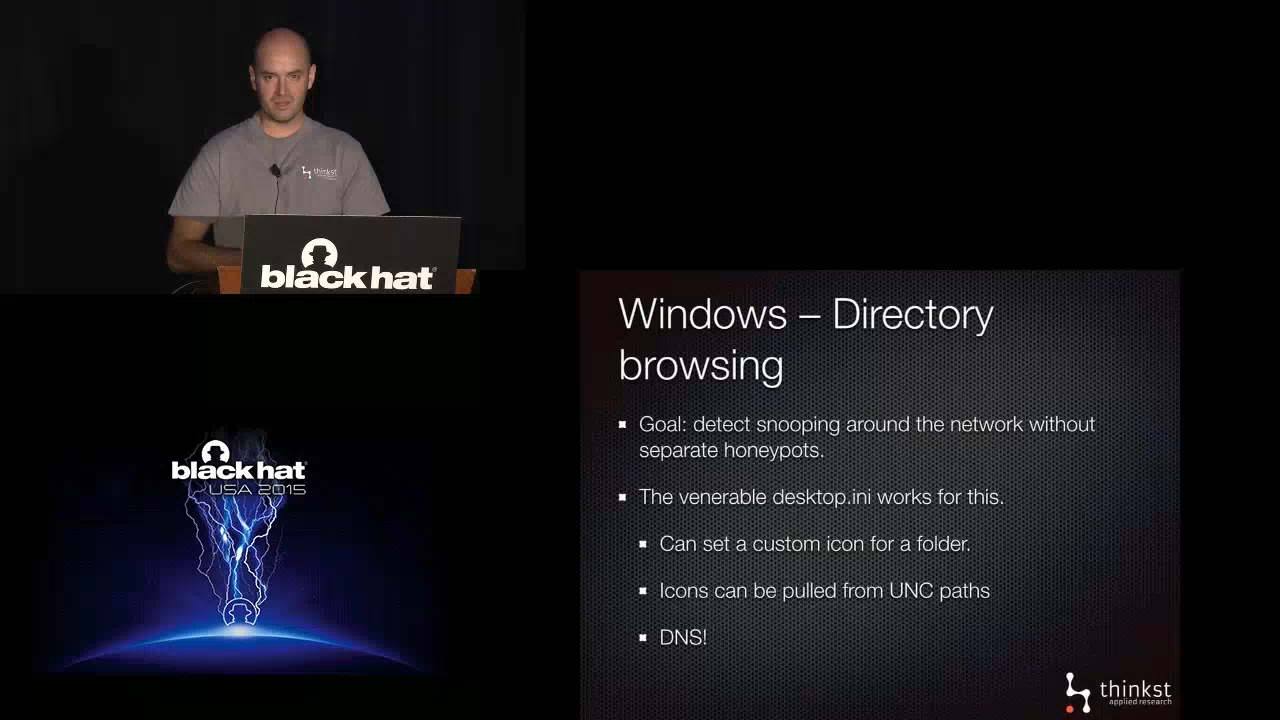 thinkst
black hat
Windows – Directory
browsing
Goal: detect snooping around the network without
separate honeypots.
The venerable desktop.ini works for this.
Can set a custom icon for a folder.
Icons can be pulled from UNC paths
DNS!
black hat
USA 2015
thinkst
applied research